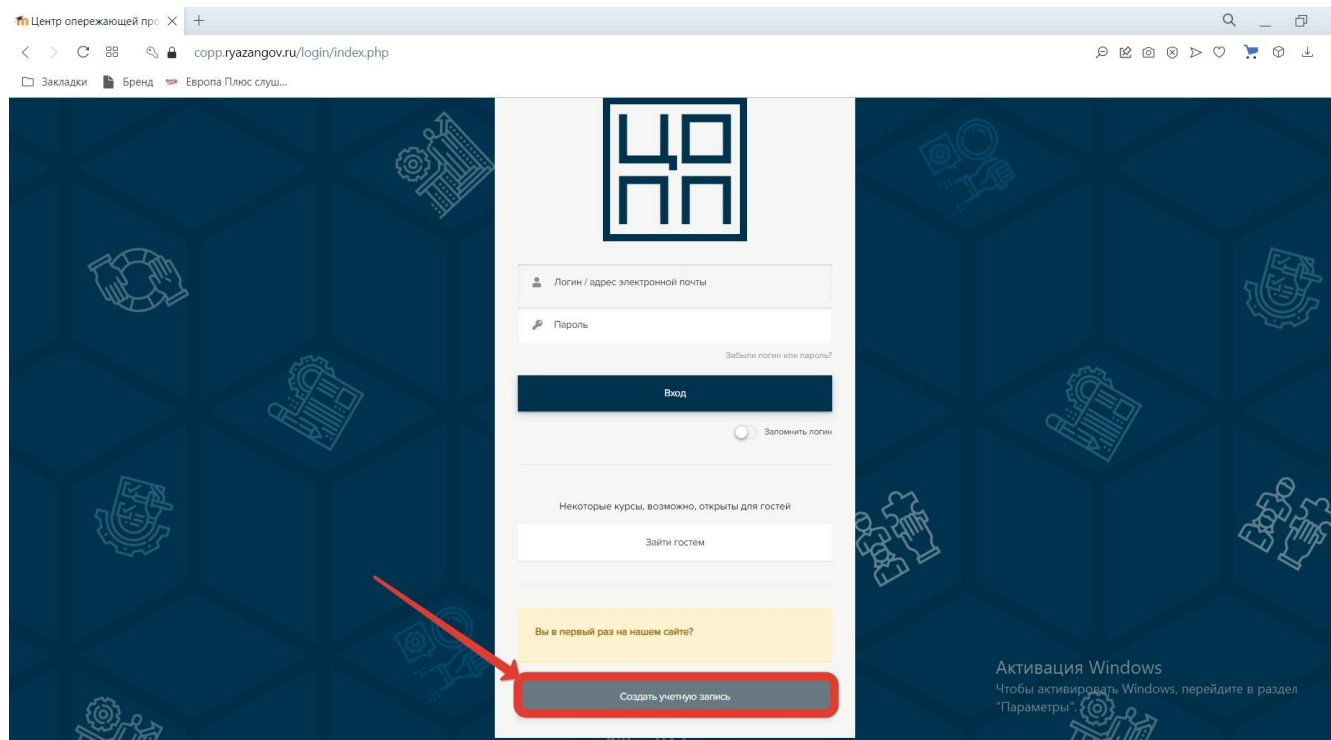 Центр опережающей про
copp.ryazangov.ru/login/index.php
Закладки
Бренд
Европа Плюс слуш...
ЦО
ПП
Логин / адрес электронной почты
Пароль
Забыли логин или пароль?
Вход
Запомнить логин
Некоторые курсы, возможно, открыты для гостей
Зайти гостем
Вы в первый раз на нашем сайте?
Создать учетную запись
Активация Windows
Чтобы активировать Windows, перейдите в раздел
"Параметры".